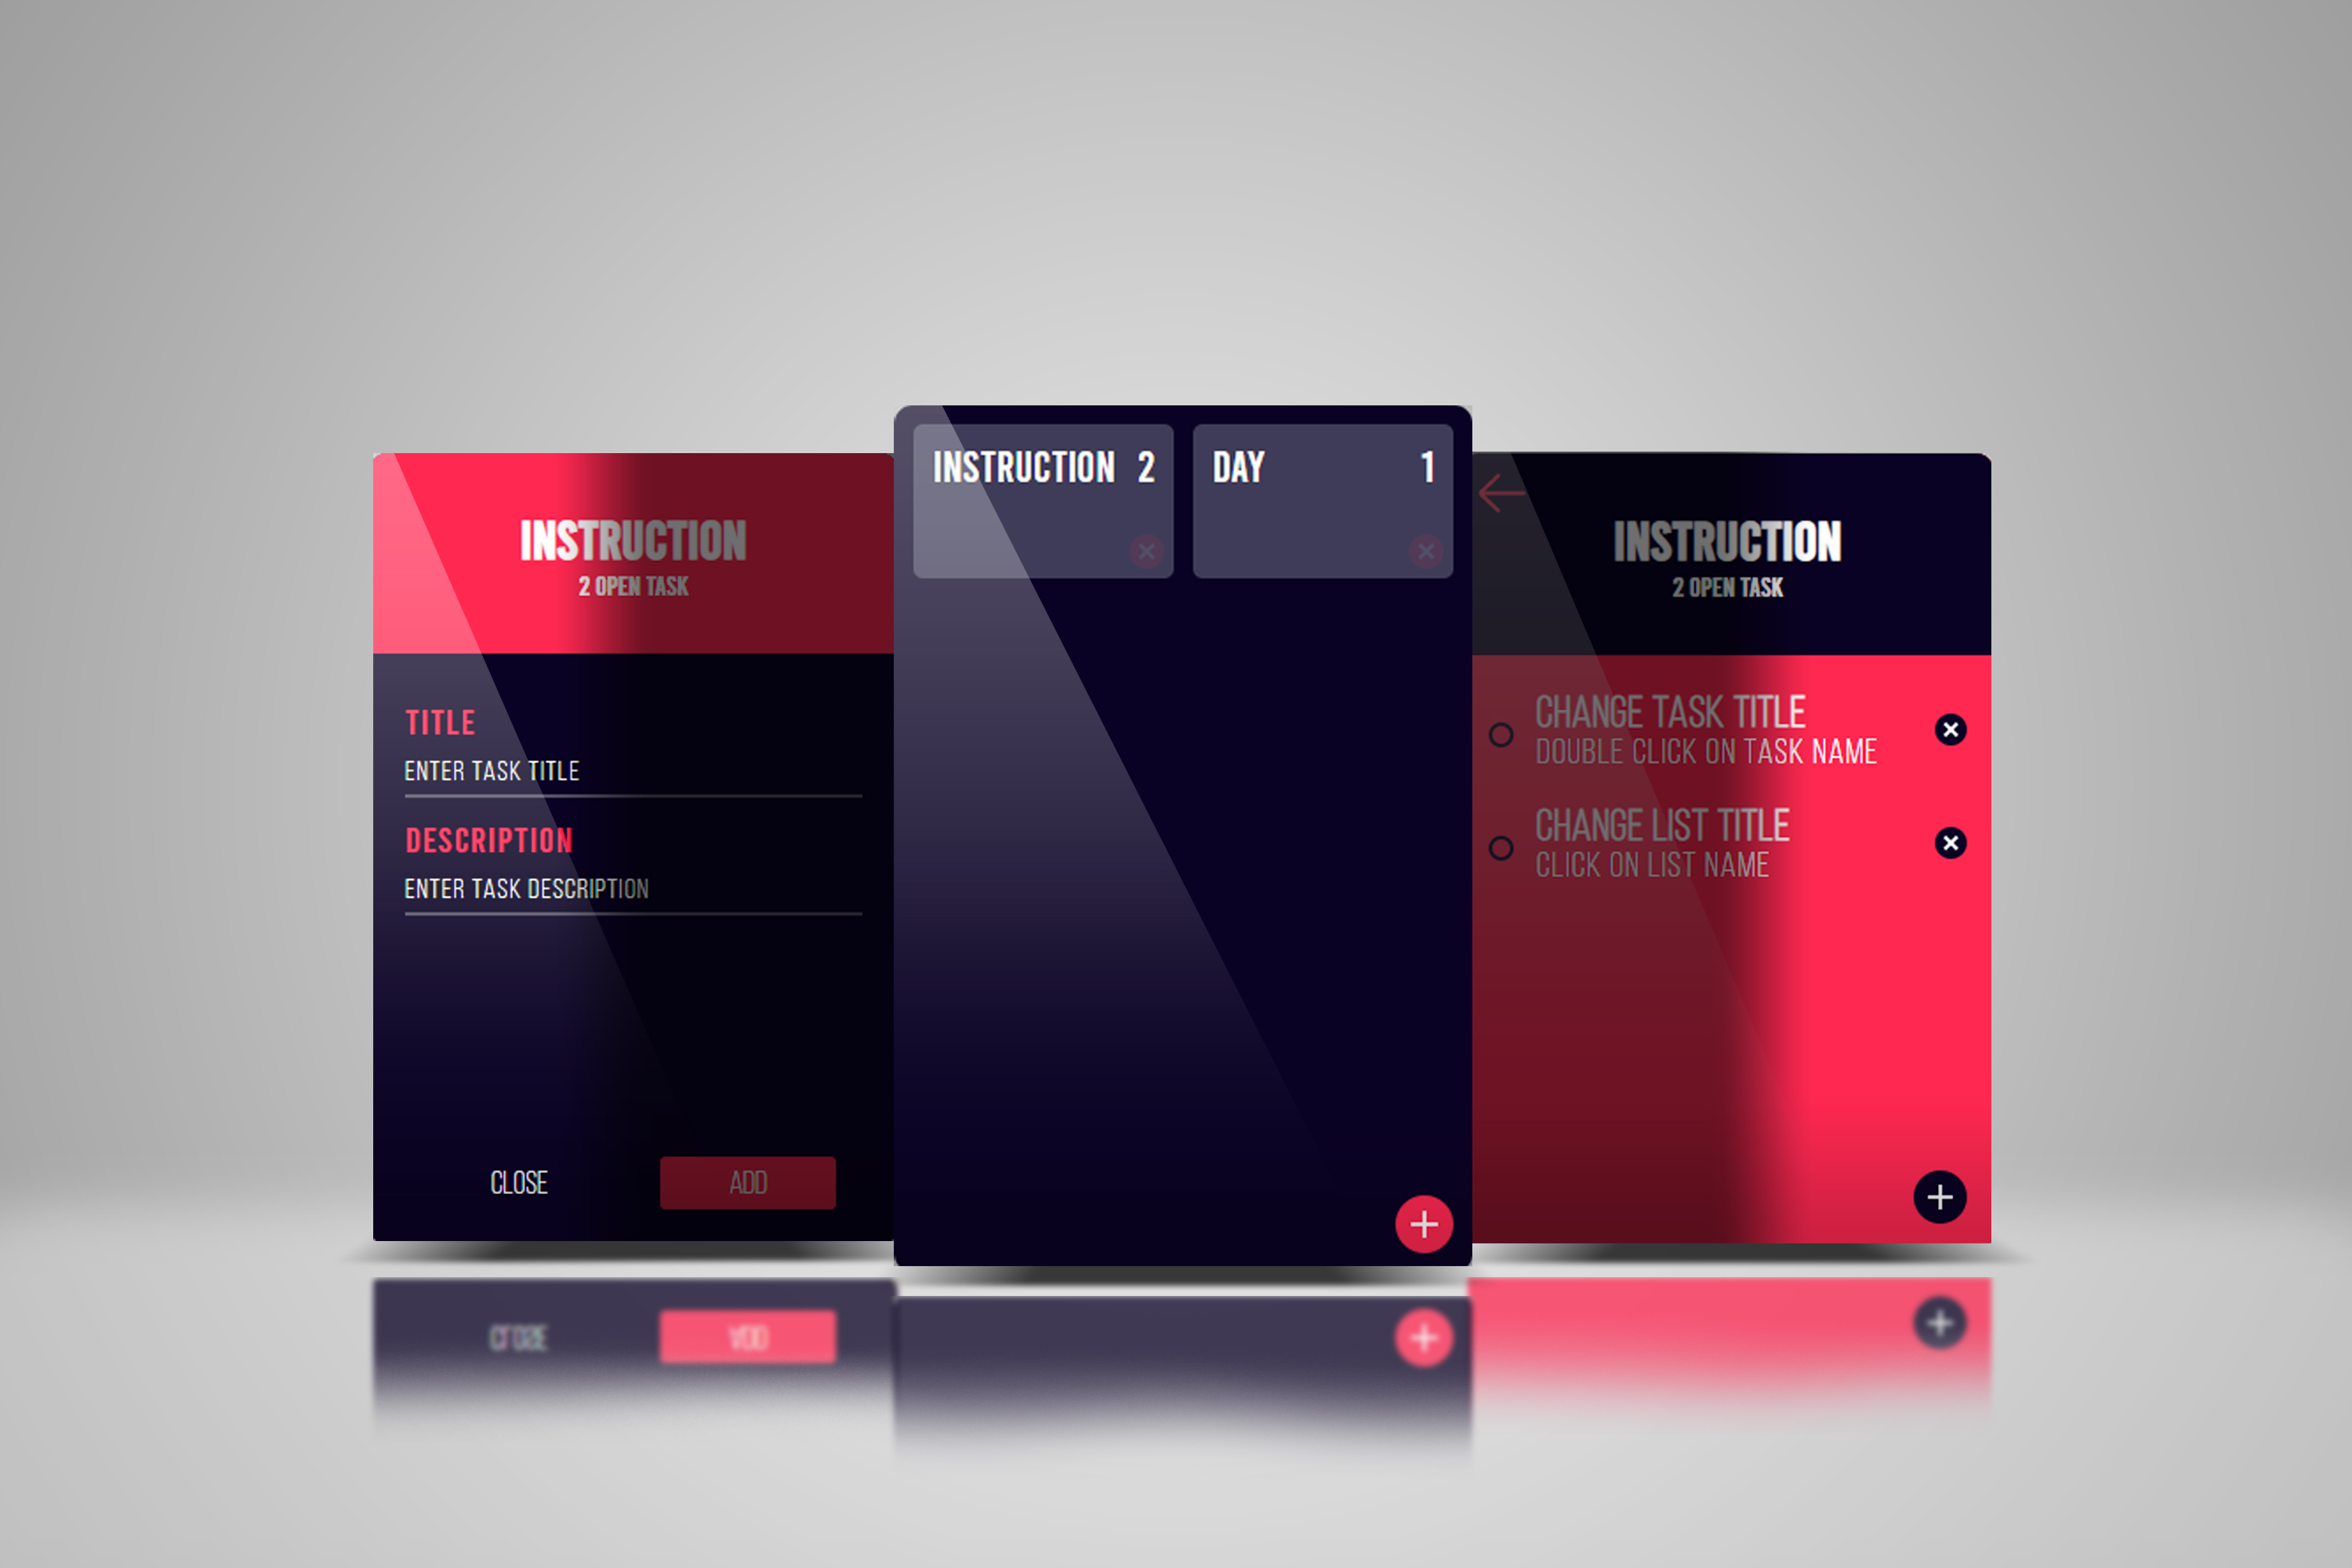 INSTRUCTION
2 OPEN TASK
TITLE
ENTER TASK TITLE
DESCRIPTION
ENTER TASK DESCRIPTION
CLOSE
ADD
INSTRUCTION 2
DAY 1
INSTRUCTION
2 OPEN TASK
CHANGE TASK TITLE
DOUBLE CLICK ON TASK NAME
CHANGE LIST TITLE
CLICK ON LIST NAME